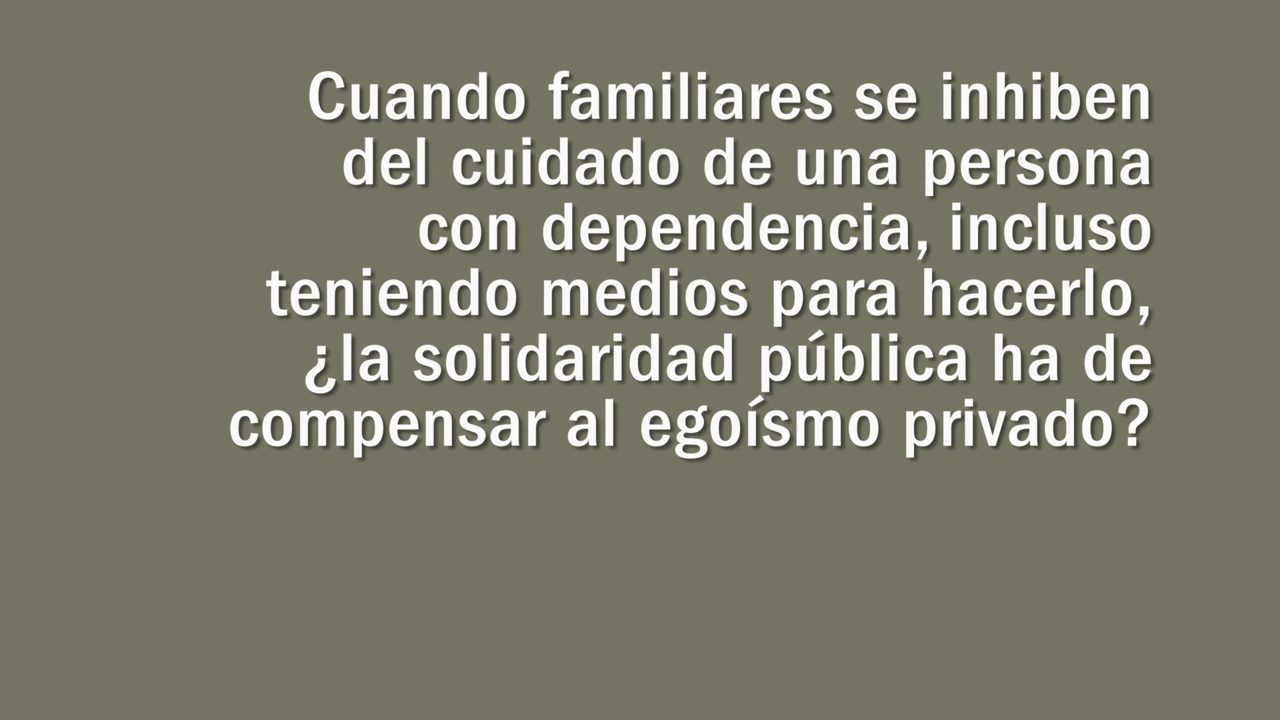 Cuando familiares se inhiben
del cuidado de una persona
con dependencia, incluso
teniendo medios para hacerlo,
¿la solidaridad pública ha de
compensar al egoísmo privado?